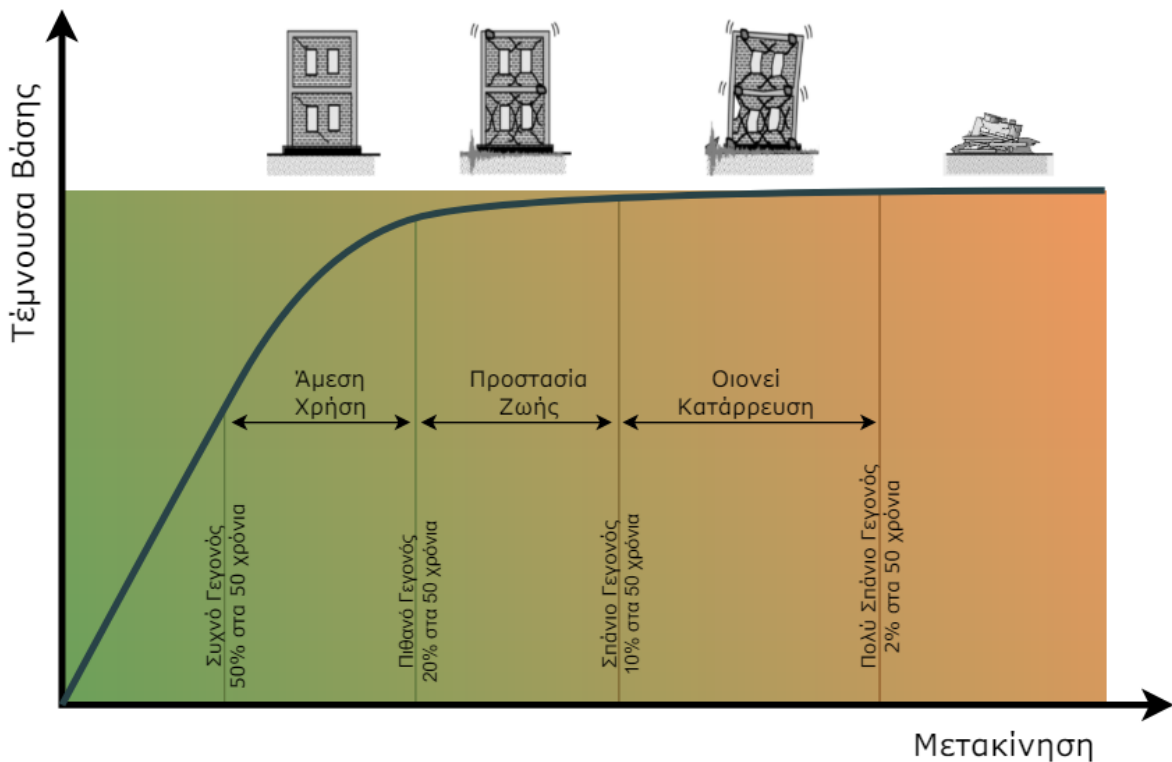 Τέμνουσα Βάσης
Άμεση
Χρήση
Προστασία
Ζωής
Οιονεί
Κατάρρευση
Συχνό Γεγονός
50% στα 50 χρόνια
Πιθανό Γεγονός
20% στα 50 χρόνια
Σπάνιο Γεγονός
10% στα 50 χρόνια
Πολύ Σπάνιο Γεγονός
2% στα 50 χρόνια
Μετακίνηση